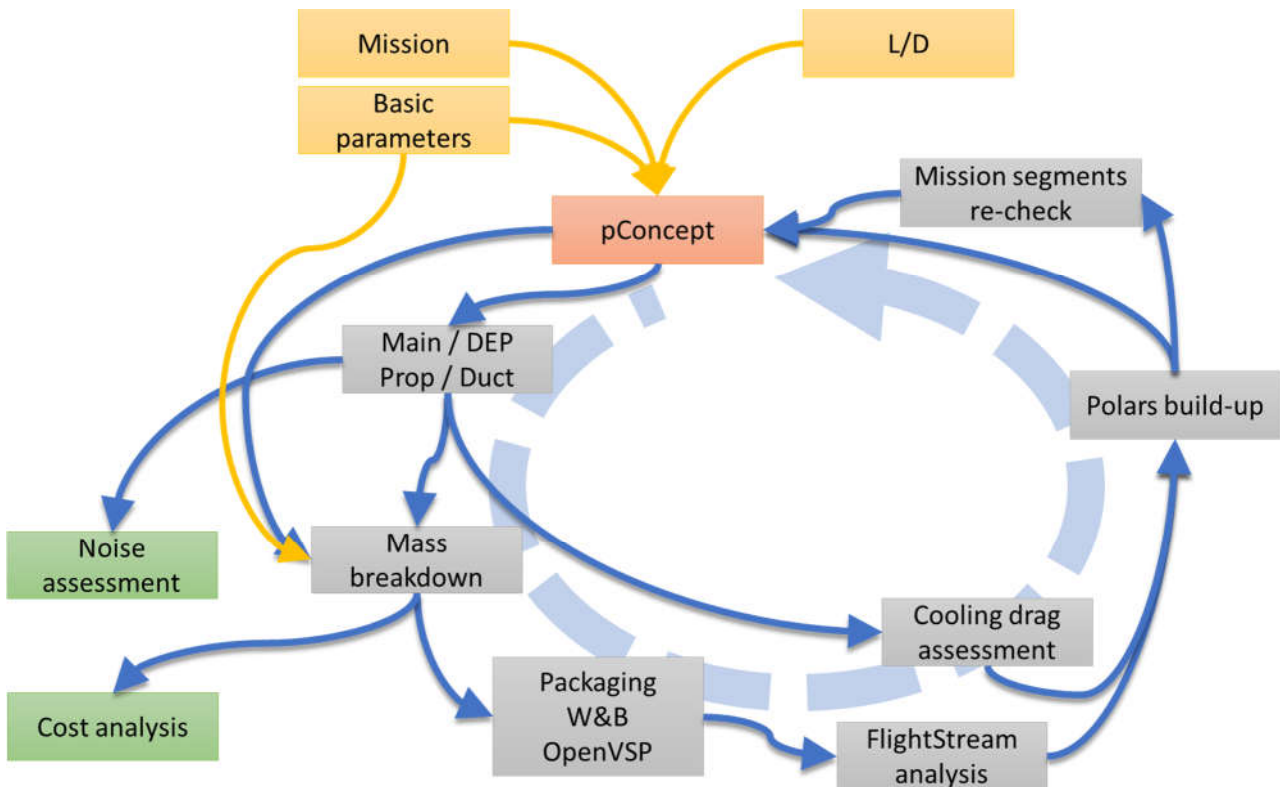 Mission
L/D
Basic
parameters
Mission segments
re-check
pConcept
Main / DEP
Prop / Duct
Polars build-up
Noise
assessment
Mass
breakdown
Cooling drag
assessment
Packaging
W&B
OpenVSP
Cost analysis
FlightStream
analysis